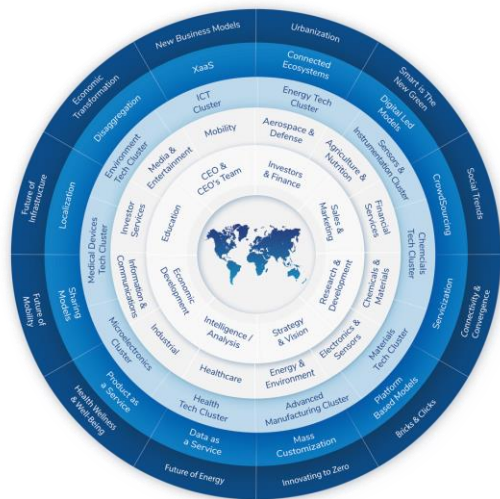 New Business Models
Urbanization
Smart is The
New Green
Social Trends
Connectivity &
Convergence
Bricks & Clicks
Innovating to Zero
Future of Energy
Health Wellness
& Well-Being
Future of
Mobility
Future of
Infrastructure
Economic
Transformation
XaaS
Connected
Ecosystems
Digital Led
Models
CrowdSourcing
Servicization
Platform
Based Models
Mass
Customization
Data as
a Service
Product as
a Service
Sharing
Models
Localization
Disaggregation
ICT
Cluster
Energy Tech
Cluster
Sensors &
Instrumentation Cluster
Chemcials
Tech Cluster
Materials
Tech Cluster
Advanced
Manufacturing Cluster
Health
Tech Cluster
Microelectronics
Cluster
Medical Devices
Tech Cluster
Environment
Tech Cluster
Mobility
Aerospace &
Defense
Agriculture &
Nutrition
Financial
Services
Chemicals &
Materials
Electronics &
Sensors
Energy &
Environment
Healthcare
Industrial
Information &
Communications
Investor
Services
Media &
Entertainment
CEO &
CEO's Team
Investors
& Finance
Sales &
Marketing
Research &
Development
Strategy
& Vision
Intelligence /
Analysis
Economic
Development
Education